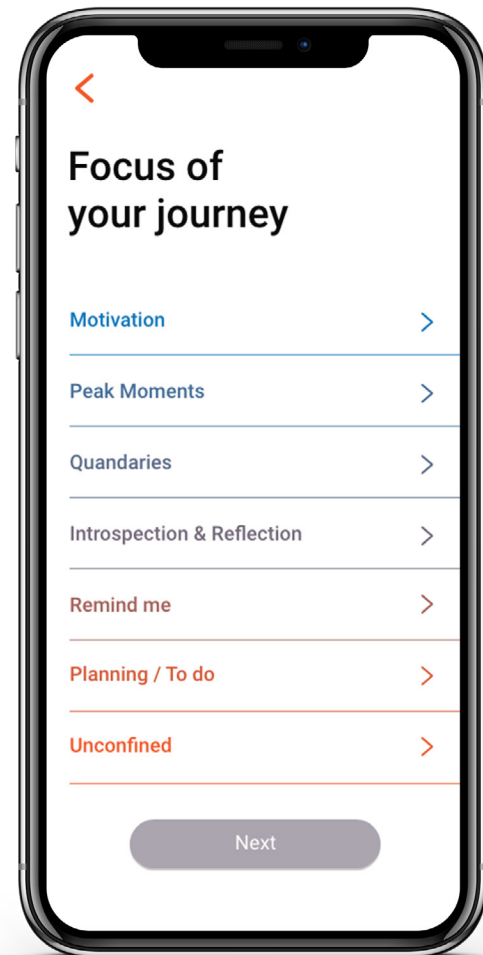 Focus of
your journey
Motivation
Peak Moments
Quandaries
Introspection & Reflection
Remind me
Planning / To do
Unconfined
Next